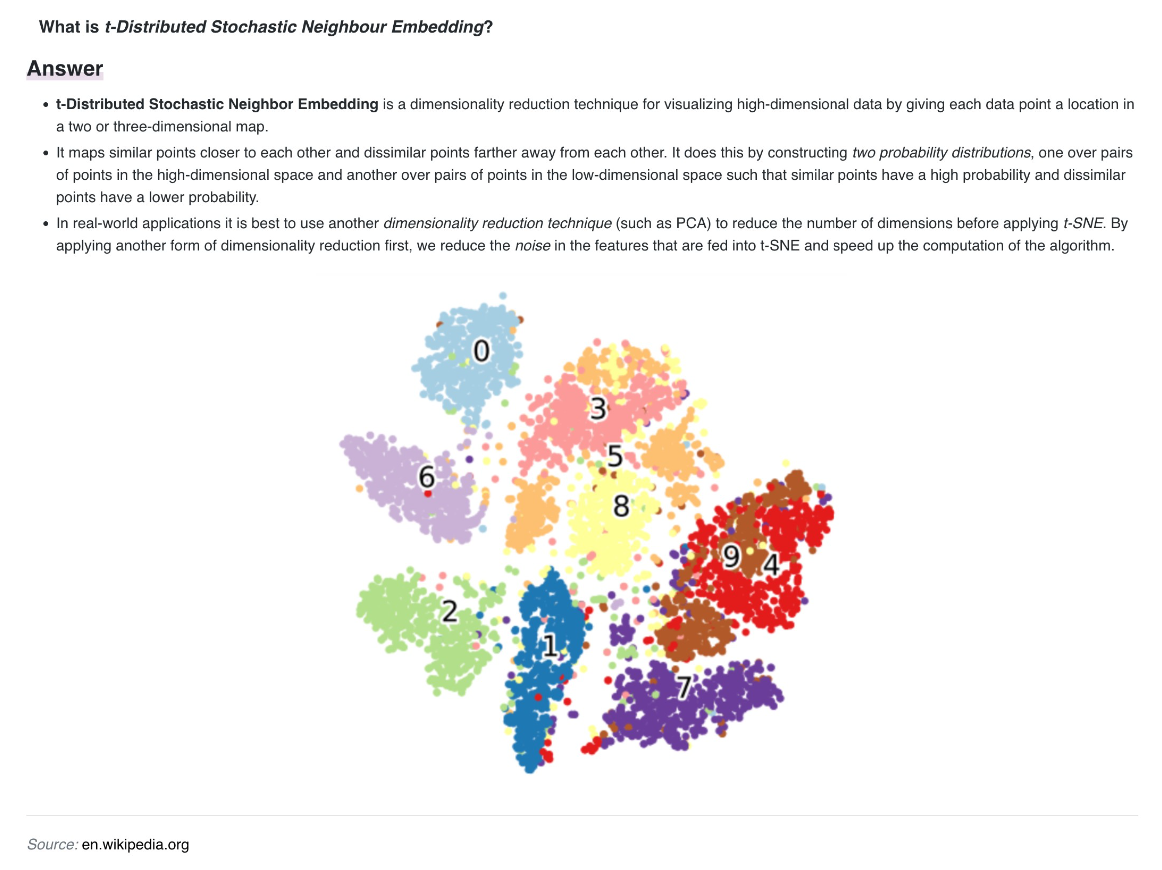 What is t-Distributed Stochastic Neighbour Embedding?
Answer
• t-Distributed Stochastic Neighbor Embedding is a dimensionality reduction technique for visualizing high-dimensional data by giving each data point a location in
a two or three-dimensional map.
• It maps similar points closer to each other and dissimilar points farther away from each other. It does this by constructing two probability distributions, one over pairs
of points in the high-dimensional space and another over pairs of points in the low-dimensional space such that similar points have a high probability and dissimilar
points have a lower probability.
• In real-world applications it is best to use another dimensionality reduction technique (such as PCA) to reduce the number of dimensions before applying t-SNE. By
applying another form of dimensionality reduction first, we reduce the noise in the features that are fed into t-SNE and speed up the computation of the algorithm.
0
3
5
6
8
9
4
2
1
7
Source: en.wikipedia.org